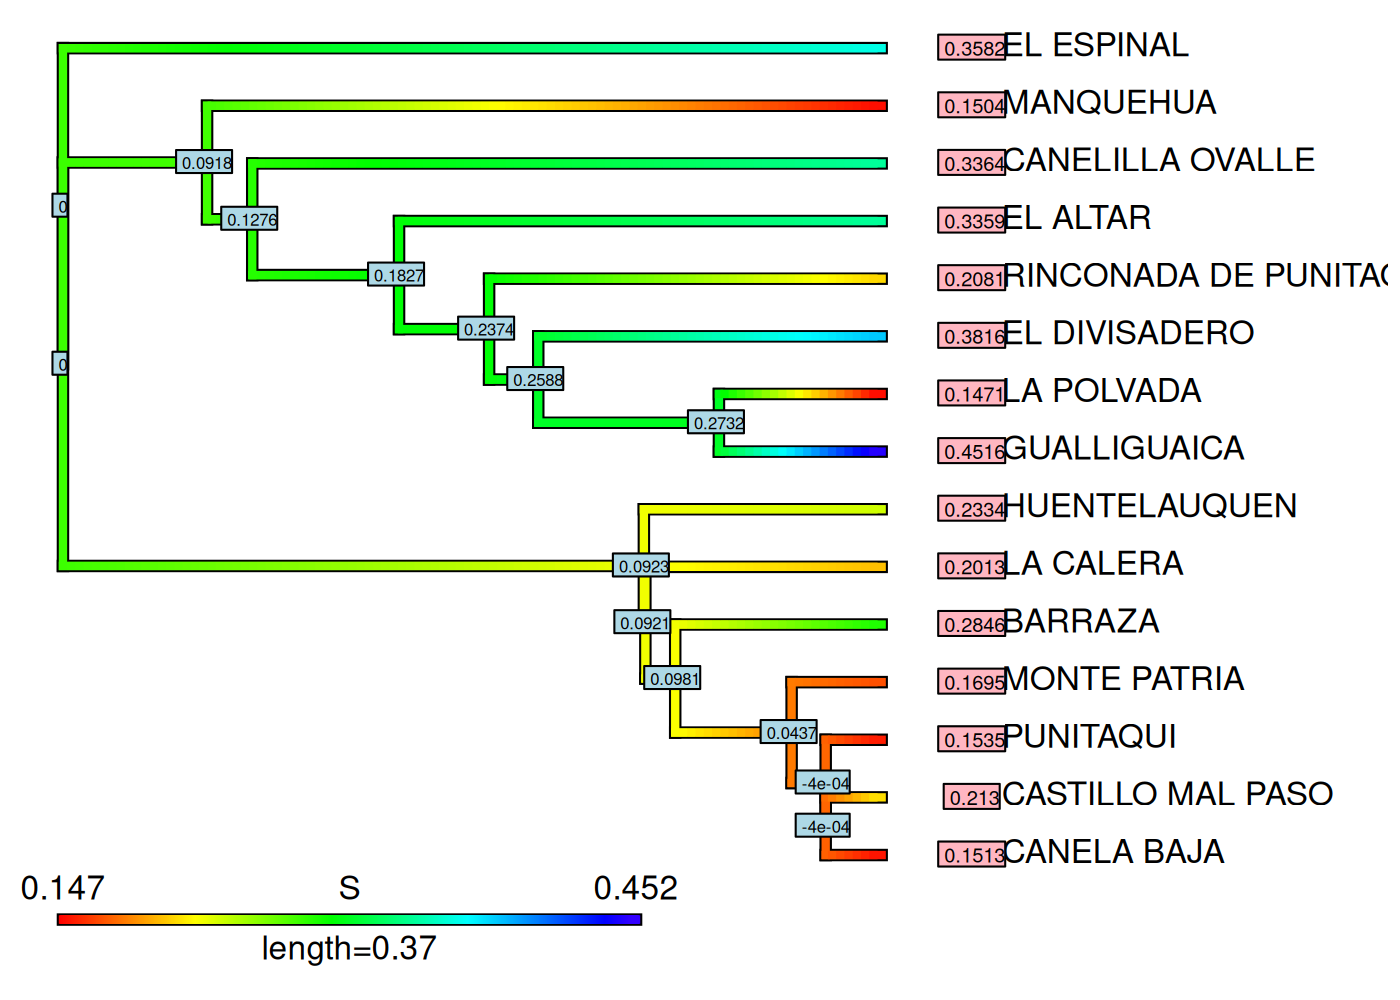 0.3582 EL ESPINAL
0.1504 MANQUEHUA
0.0918
0.3364 CANELILLA OVALLE
0
0.1276
0.3359 EL ALTAR
0.1827
0.2081 RINCONADA DE PUNITAQ
0.2374
0.3816 EL DIVISADERO
0
0.2588
0.1471 LA POLVADA
0.2732
0.4516 GUALLIGUAICA
0.2334 HUENTELAUQUEN
0.0923
0.2013 LA CALERA
0.0921
0.2846 BARRAZA
0.0981
0.1695 MONTE PATRIA
0.0437
0.1535 PUNITAQUI
-4e-04
0.213 CASTILLO MAL PASO
-4e-04
0.1513 CANELA BAJA
0.147 S 0.452
length=0.37